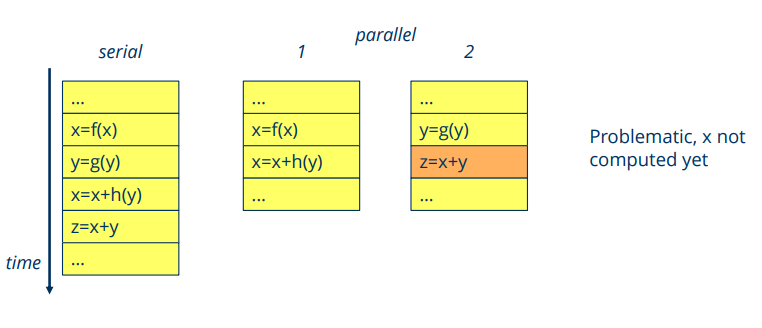 parallel
serial
1
2
...
x=f(x)
y=g(y)
x=x+h(y)
z=x+y
...
...
x=f(x)
x=x+h(y)
...
...
y=g(y)
z=x+y
...
Problematic, x not
computed yet
time